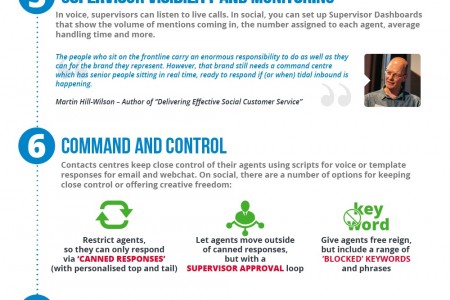 5 SUPERVISOR VISIBILITY AND MONITORING
In voice, supervisors can listen to live calls. In social, you can set up Supervisor Dashboards
that show the volume of mentions coming in, the number assigned to each agent, average
handling time and more.
The people who sit on the frontline carry an enormous responsibility to do as well as they
can for the brand they represent. However, that brand still needs a command centre
which has senior people sitting in real time, ready to respond if (or when) tidal inbound is
happening.
Martin Hill-Wilson – Author of "Delivering Effective Social Customer Service"
6 COMMAND AND CONTROL
Contacts centres keep close control of their agents using scripts for voice or template
responses for email and webchat. On social, there are a number of options for keeping
close control or offering creative freedom:
key
word
Restrict agents,
so they can only respond
via 'CANNED RESPONSES'
(with personalised top and tail)
Let agents move outside
of canned responses,
but with a
SUPERVISOR APPROVAL loop
Give agents free reign,
but include a range of
'BLOCKED' KEYWORDS
and phrases